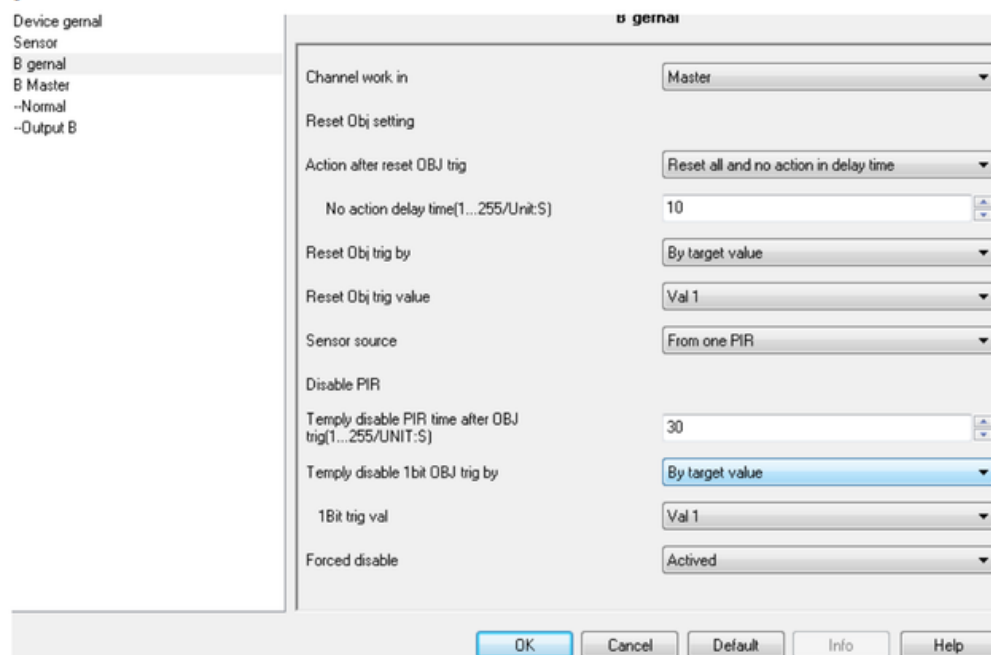 Device gernal
Sensor
B gernal
B Master
--Normal
--Output B
B gernal
Channel work in
Master
Reset Obj setting
Action after reset OBJ trig
Reset all and no action in delay time
No action delay time(1...255/Unit:S)
10
Reset Obj trig by
By target value
Reset Obj trig value
Val 1
Sensor source
From one PIR
Disable PIR
Temply disable PIR time after OBJ
trig(1...255/UNIT:S)
30
Temply disable 1bit OBJ trig by
By target value
1Bit trig val
Val 1
Forced disable
Actived
OK
Cancel
Default
Info
Help